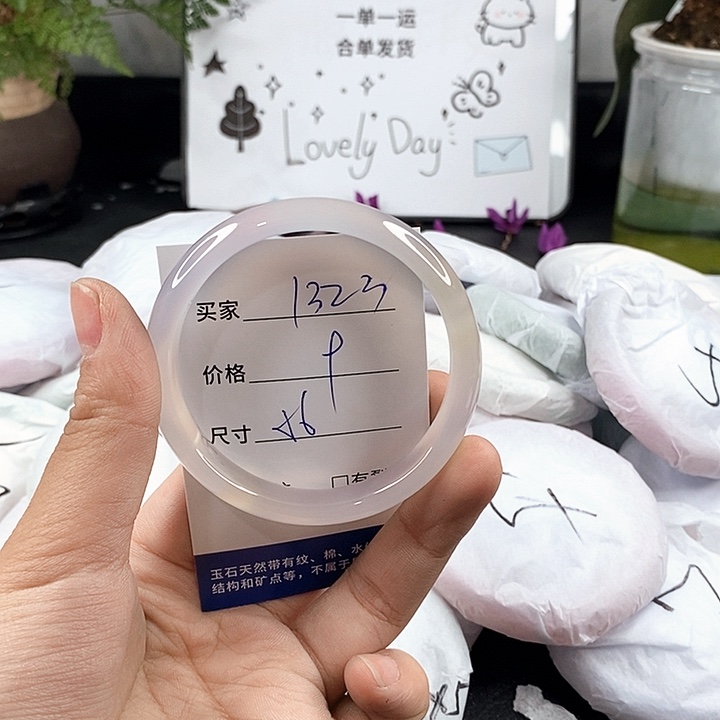 一单一运
合单发货
Lovely Day
买家 1323
价格
尺寸 56
玉石天然带有纹、棉、水
结构和矿点等，不属于